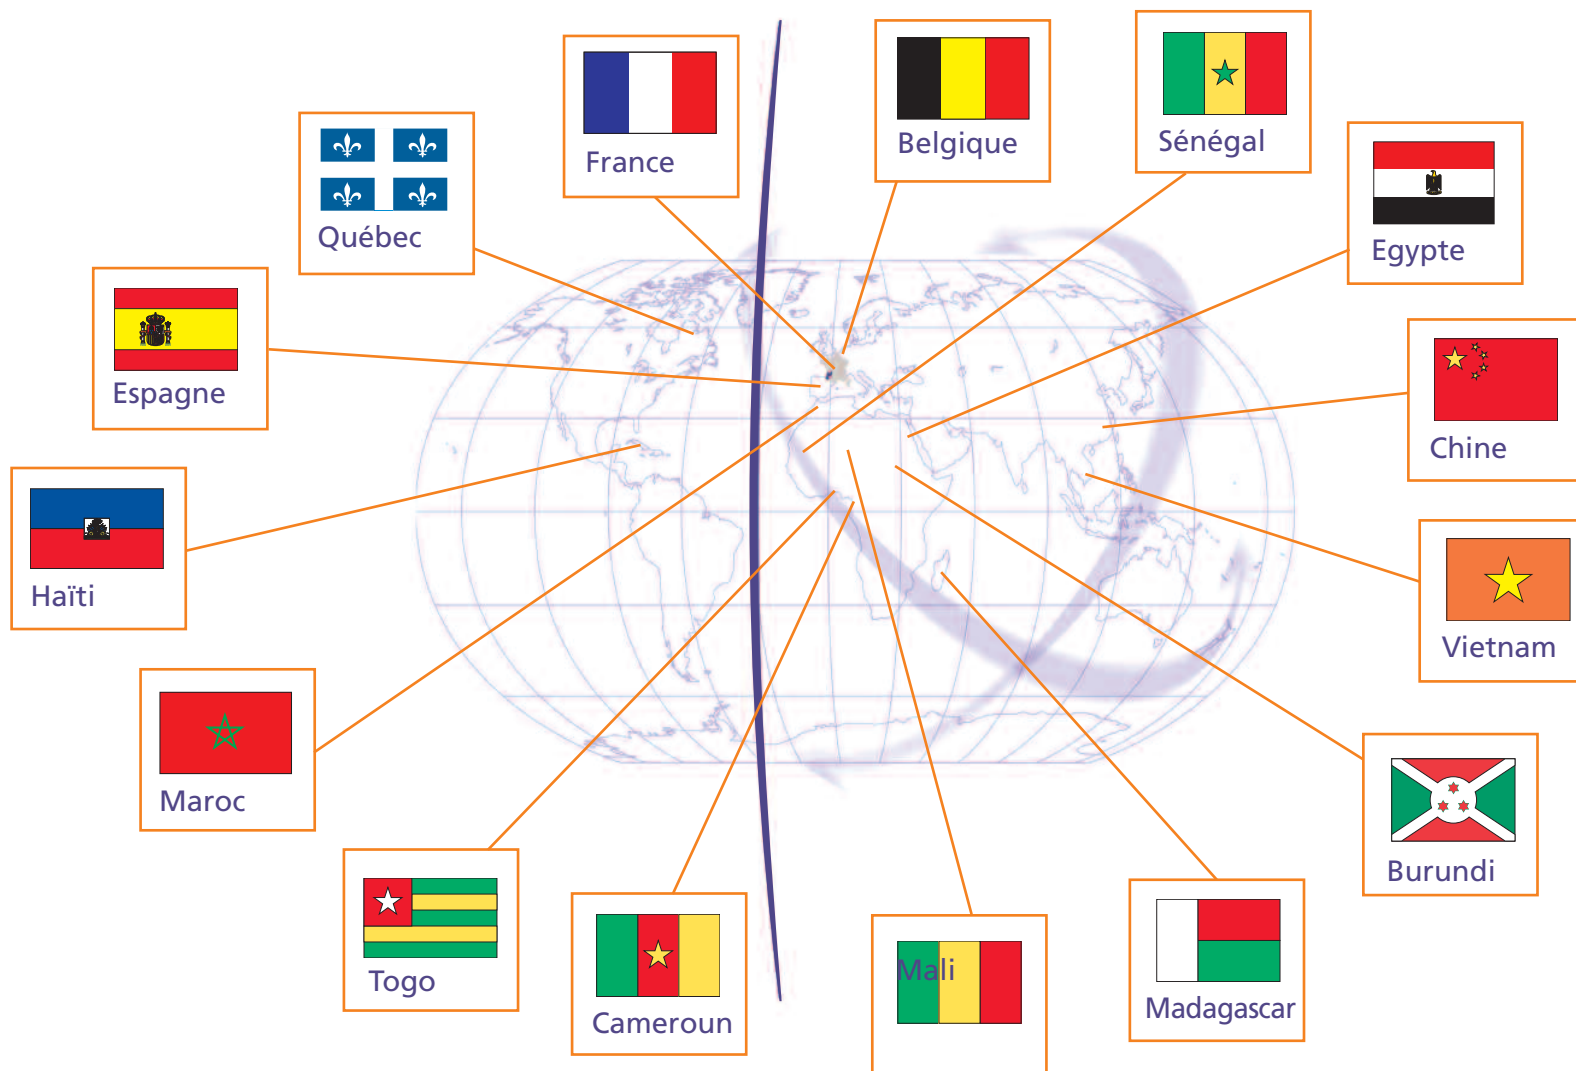 France
Belgique
Sénégal
Québec
Egypte
Espagne
Chine
Haïti
Vietnam
Maroc
Burundi
Togo
Cameroun
Mali
Madagascar